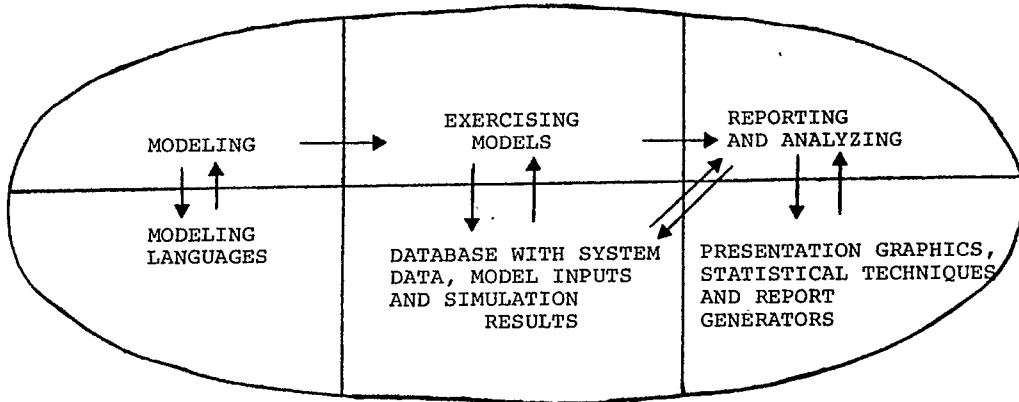 MODELING
EXERCISING
MODELS
REPORTING
AND ANALYZING
MODELING
LANGUAGES
DATABASE WITH SYSTEM
DATA, MODEL INPUTS
AND SIMULATION
RESULTS
PRESENTATION GRAPHICS,
STATISTICAL TECHNIQUES
AND REPORT
GENERATORS